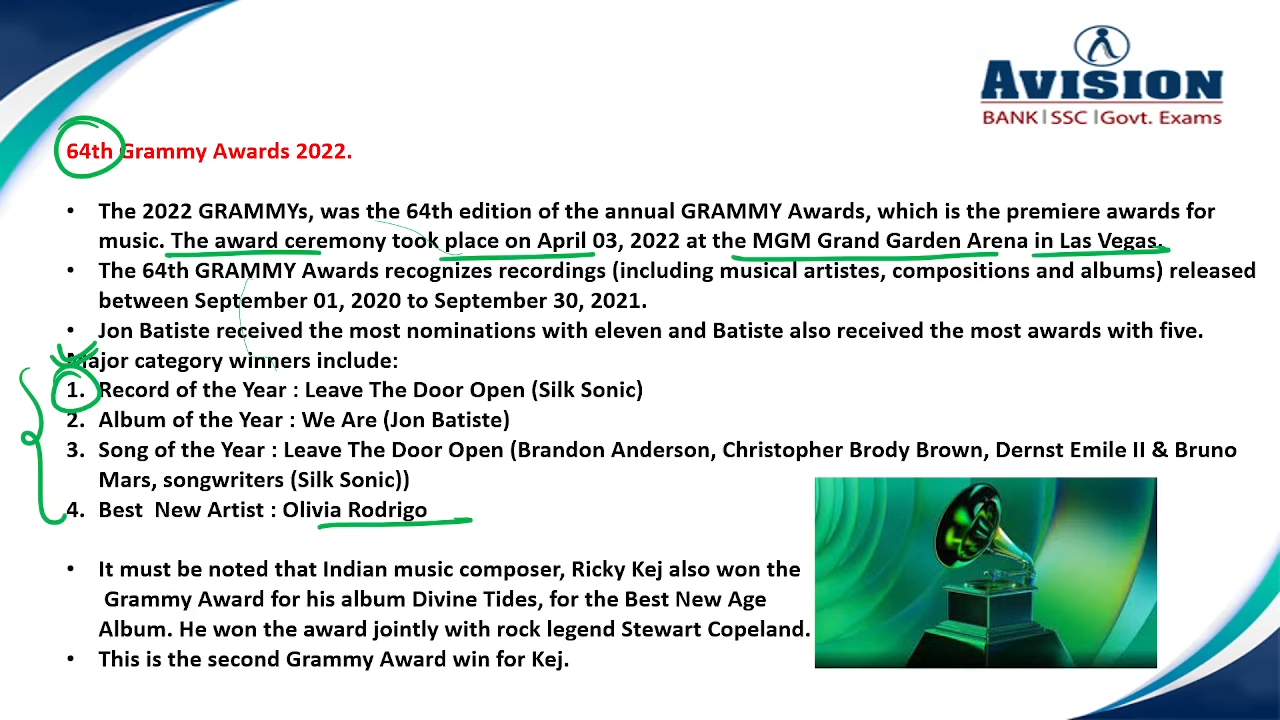 AVISION
BANK|SSC|Govt. Exams
64th Grammy Awards 2022.
• The 2022 GRAMMYs, was the 64th edition of the annual GRAMMY Awards, which is the premiere awards for
music. The award ceremony took place on April 03, 2022 at the MGM Grand Garden Arena in Las Vegas.
• The 64th GRAMMY Awards recognizes recordings (including musical artistes, compositions and albums) released
between September 01, 2020 to September 30, 2021.
• Jon Batiste received the most nominations with eleven and Batiste also received the most awards with five.
Major category winners include:
1. Record of the Year : Leave The Door Open (Silk Sonic)
2. Album of the Year : We Are (Jon Batiste)
3. Song of the Year : Leave The Door Open (Brandon Anderson, Christopher Brody Brown, Dernst Emile II & Bruno
Mars, songwriters (Silk Sonic))
4. Best New Artist : Olivia Rodrigo
• It must be noted that Indian music composer, Ricky Kej also won the
Grammy Award for his album Divine Tides, for the Best New Age
Album. He won the award jointly with rock legend Stewart Copeland.
• This is the second Grammy Award win for Kej.